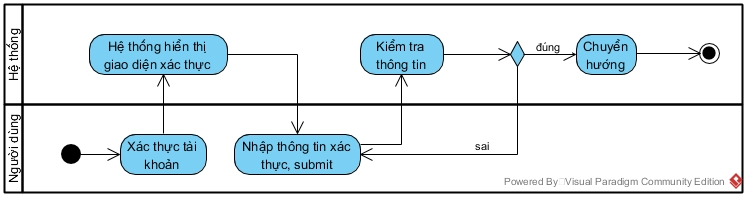 Hệ thống
Hệ thống hiển thị
giao diện xác thực
Kiểm tra
thông tin
đúng
Chuyển
hướng
Người dùng
Xác thực tài
khoản
Nhập thông tin xác
thực, submit
sai
Powered By Visual Paradigm Community Edition